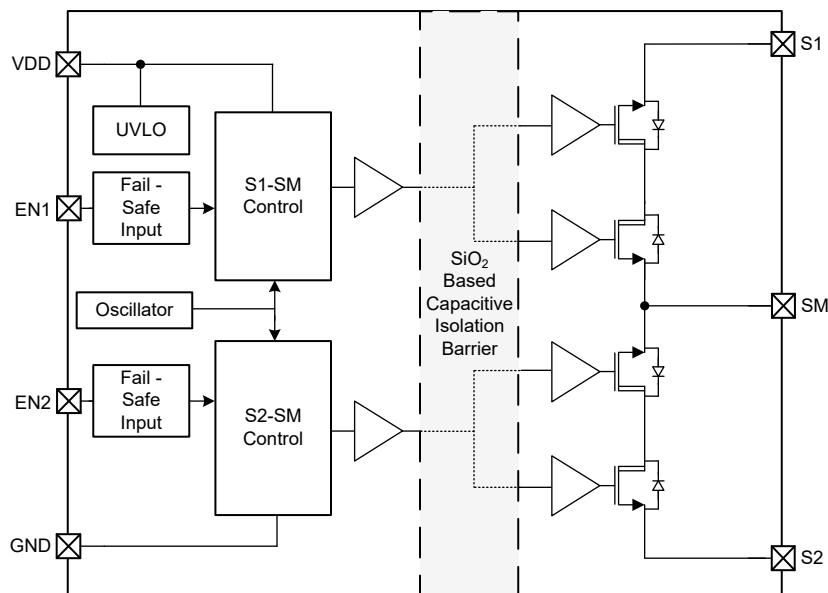 VDD
UVLO
EN1
Fail -
Safe
Input
S1-SM
Control
Oscillator
EN2
Fail -
Safe
Input
S2-SM
Control
GND
SiO2
Based
Capacitive
Isolation
Barrier
S1
SM
S2